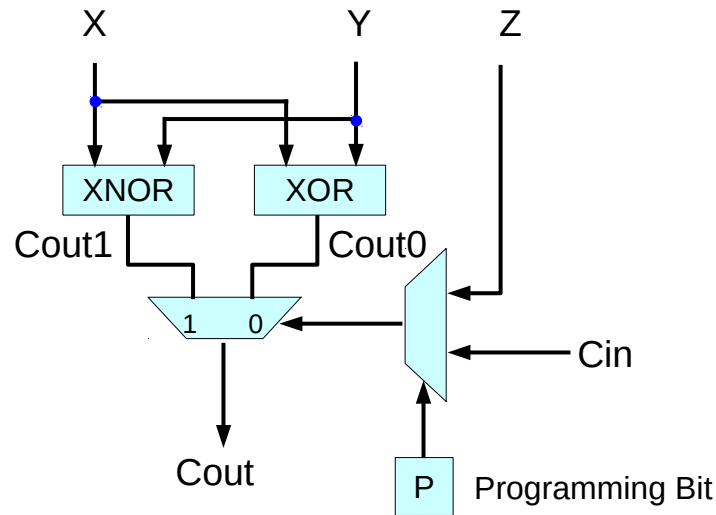 X Y Z
XNOR XOR
Cout1 Cout0
1 0
Cin
Cout
P Programming Bit